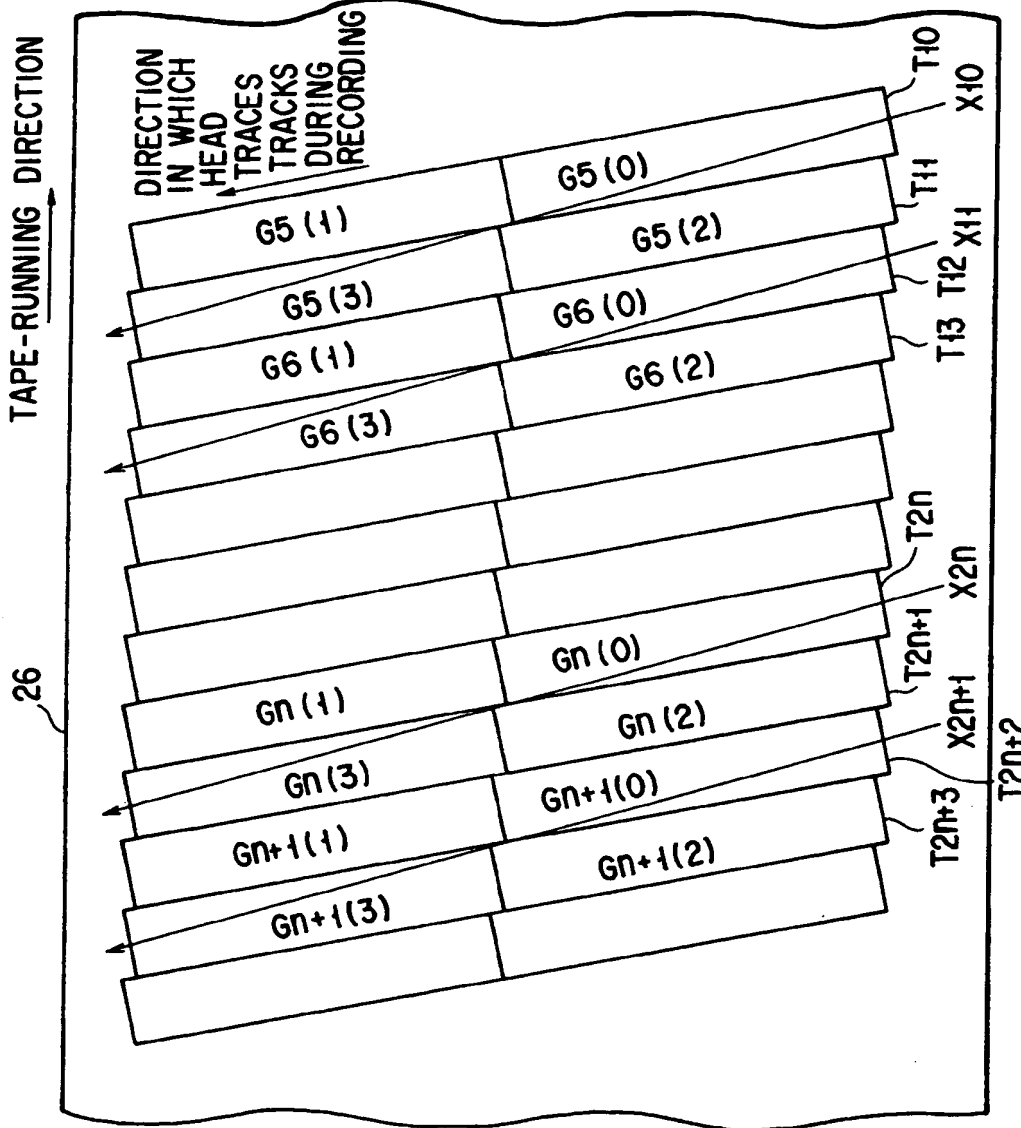 TAPE-RUNNING DIRECTION
26
DIRECTION
IN WHICH
HEAD
TRACES
TRACKS
DURING
RECORDING
G5 (1)
G5 (0)
G5 (3)
G5 (2)
G6 (1)
G6 (0)
G6 (3)
G6 (2)
Gn (1)
Gn (0)
Gn (3)
Gn (2)
Gn+1(1)
Gn+1(0)
Gn+1(3)
Gn+1(2)
T10
X10
T11
X11
T12
T13
T2n
X2n
T2n+1
X2n+1
T2n+2
T2n+3